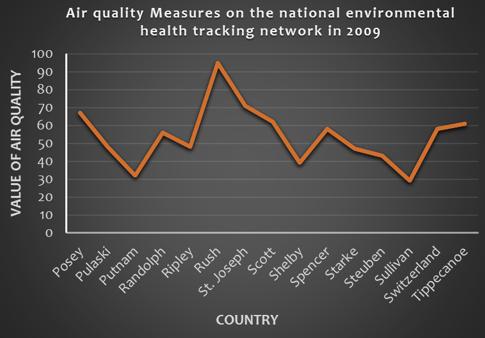 Air quality Measures on the national environmental
health tracking network in 2009
VALUE OF AIR QUALITY
100
90
80
70
60
50
40
30
20
10
0
Posey
Pulaski
Putnam
Randolph
Ripley
Rush
St. Joseph
Scott
Shelby
Spencer
Starke
Steuben
Sullivan
Switzerland
Tippecanoe
COUNTRY